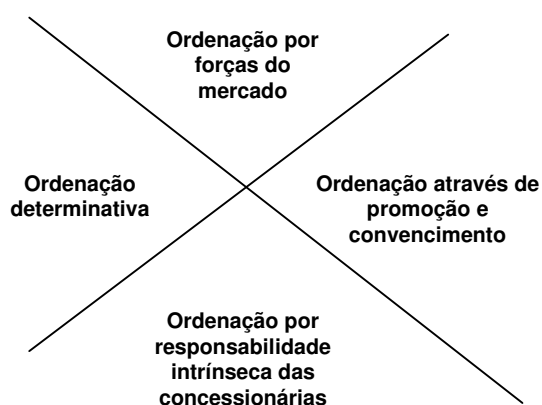 Ordenação por
forças do
mercado
Ordenação
determinativa
Ordenação através de
promoção e
convencimento
Ordenação por
responsabilidade
intrínseca das
concessionárias